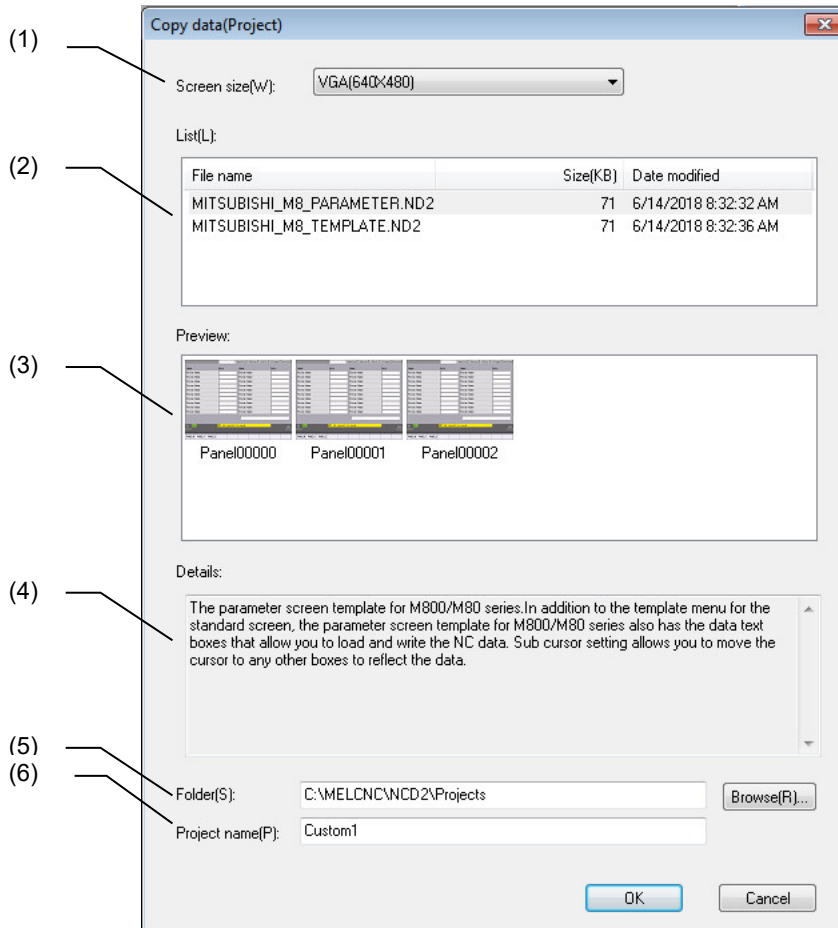 Copy data(Project)
(1)
Screen size(W): VGA(640X480)
List(L):
(2)
File name Size(KB) Date modified
MITSUBISHI_M8_PARAMETER.ND2 71 6/14/2018 8:32:32 AM
MITSUBISHI_M8_TEMPLATE.ND2 71 6/14/2018 8:32:36 AM
Preview:
(3)
Panel00000 Panel00001 Panel00002
Details:
(4)
The parameter screen template for M800/M80 series.In addition to the template menu for the
standard screen, the parameter screen template for M800/M80 series also has the data text
boxes that allow you to load and write the NC data. Sub cursor setting allows you to move the
cursor to any other boxes to reflect the data.
(5)
Folder(S): C:\MELCNC\NCD2\Projects Browse(R)...
(6)
Project name(P): Custom1
OK Cancel